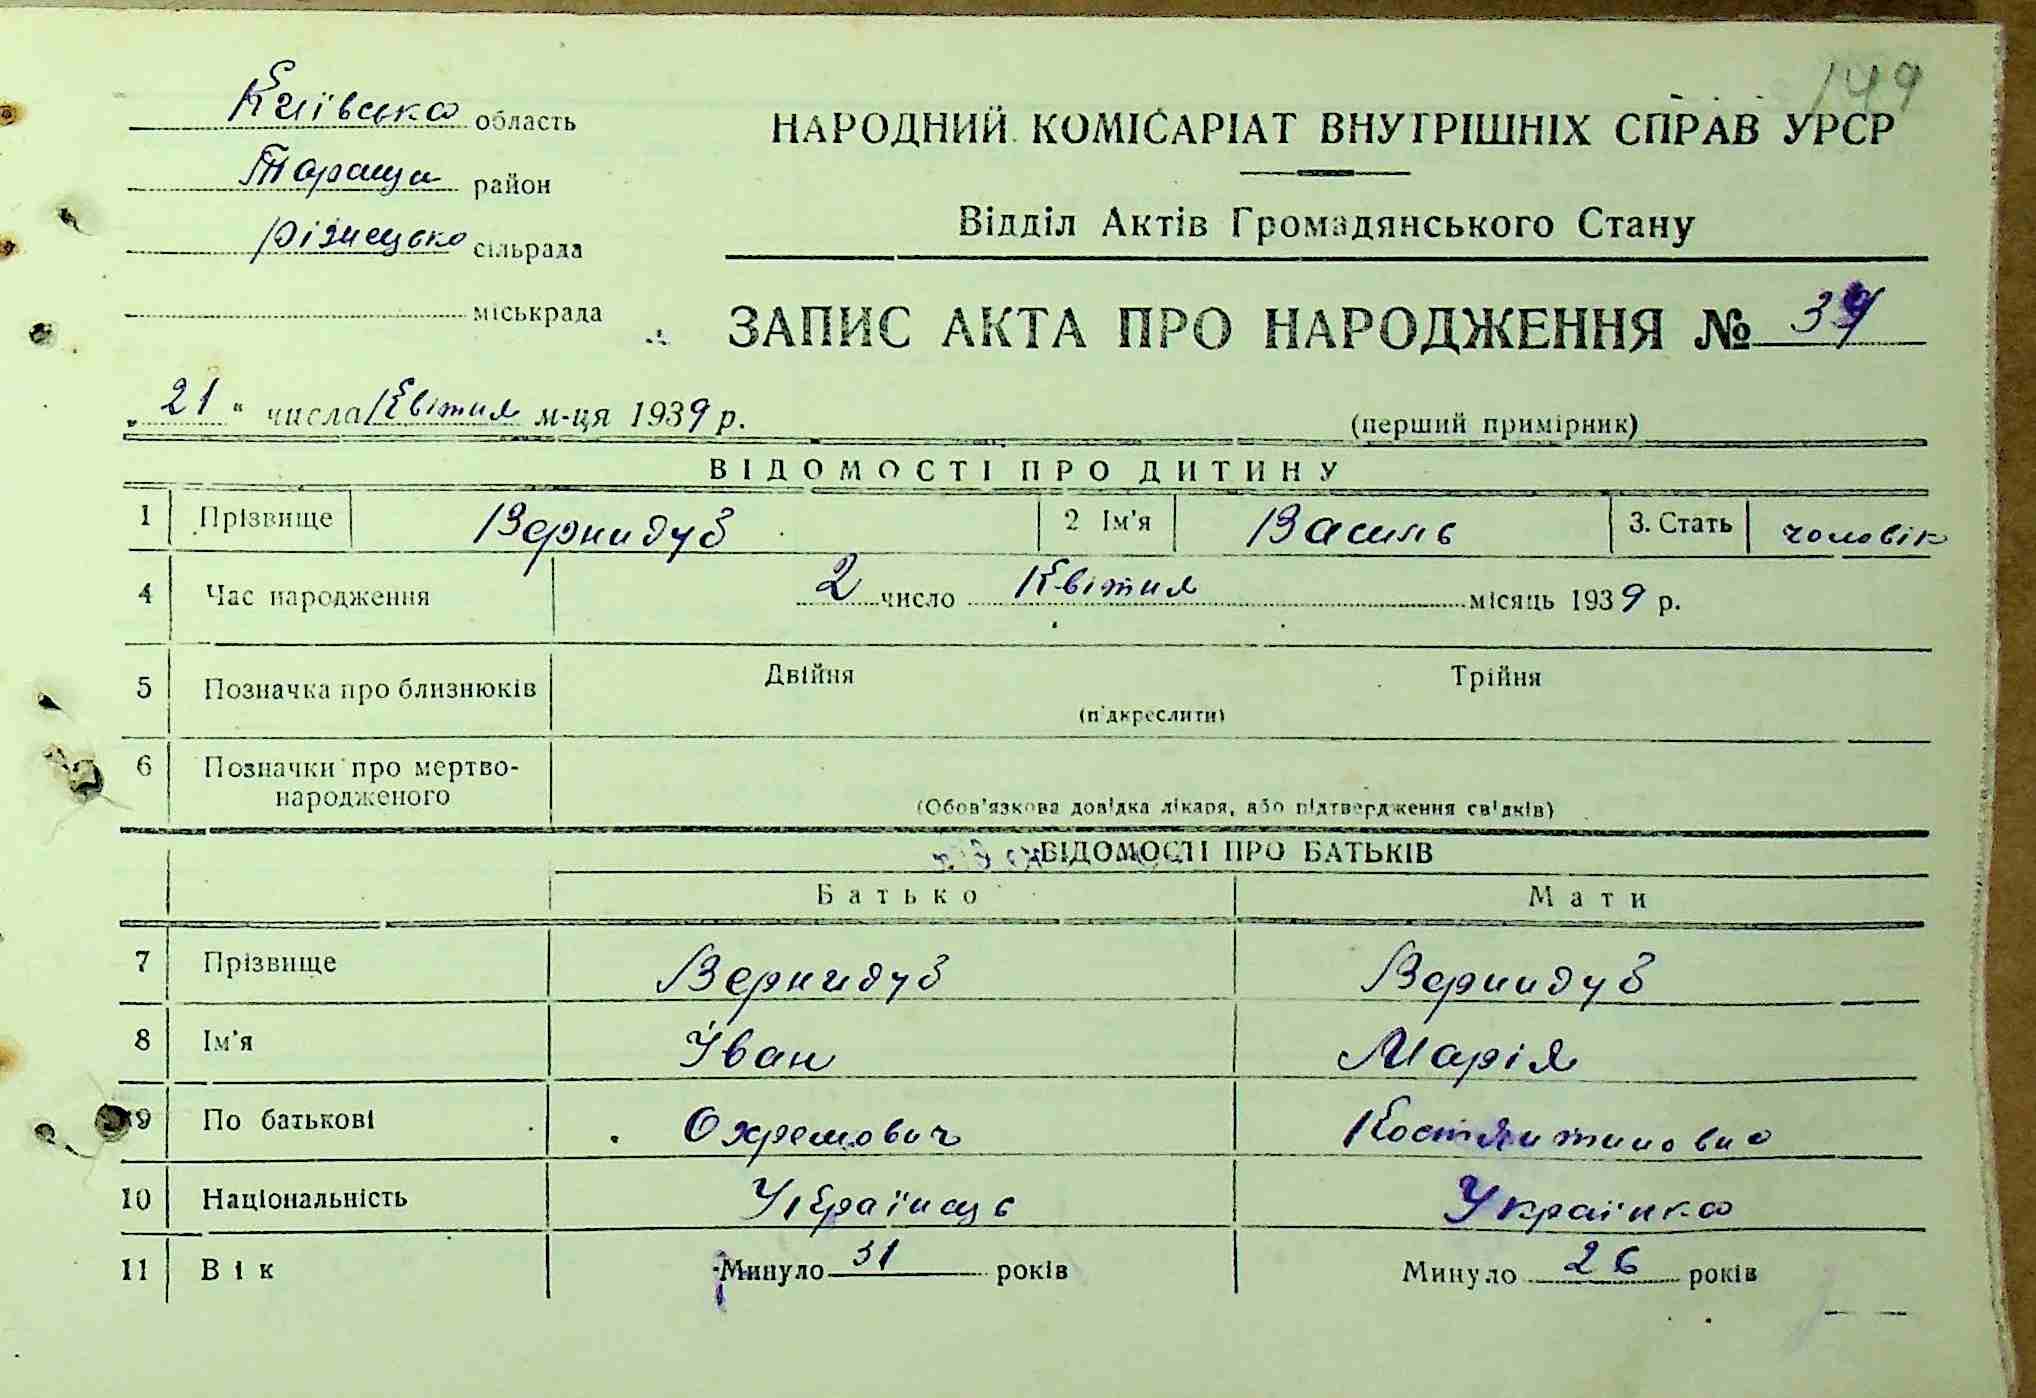 149
Київська область
Тараща район
Різнецько сільрада
міськрада
НАРОДНИЙ КОМІСАРІАТ ВНУТРІШНІХ СПРАВ УРСР
Відділ Актів Громадянського Стану
ЗАПИС АКТА ПРО НАРОДЖЕННЯ №
„21“ числа Квітня м-ця 1939 р.
(перший примірник)
ВІДОМОСТІ ПРО ДИТИНУ
1 Прізвище Вернидуб 2 Ім'я Василь 3. Стать чоловік
4 Час народження 2 число Квітня місяць 1939 р.
5 Позначка про близнюків Двійня Трійня
(підкреслити)
6 Позначки про мертво-
народженого
(Обов'язкова довідка лікаря, або підтвердження свідків)
ВІДОМОСТІ ПРО БАТЬКІВ
Батько Мати
7 Прізвище Вернидуб Вернидуб
8 Ім'я Іван Марія
9 По батькові Охремович Костянтиновна
10 Національність Українець Українка
11 Вік Минуло 31 років Минуло 26 років